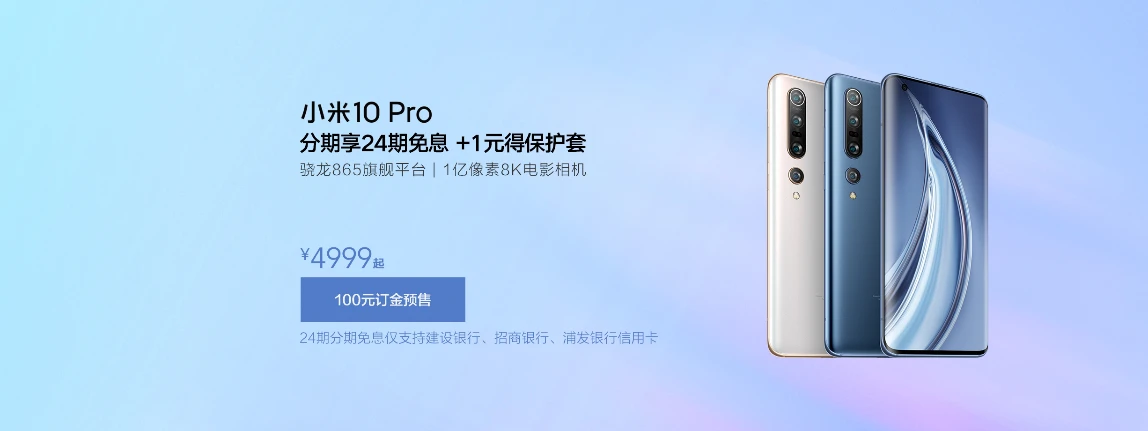 小米10 Pro
分期享24期免息 +1元得保护套
骁龙865旗舰平台｜1亿像素8K电影相机
¥4999起
100元订金预售
24期分期免息仅支持建设银行、招商银行、浦发银行信用卡